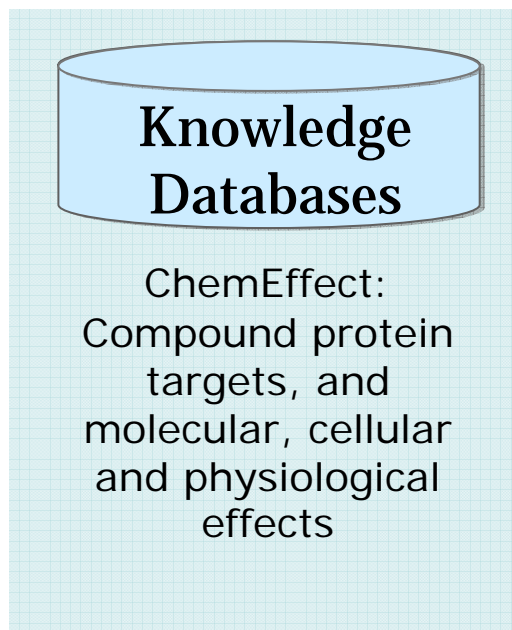 Knowledge
Databases
ChemEffect:
Compound protein
targets, and
molecular, cellular
and physiological
effects